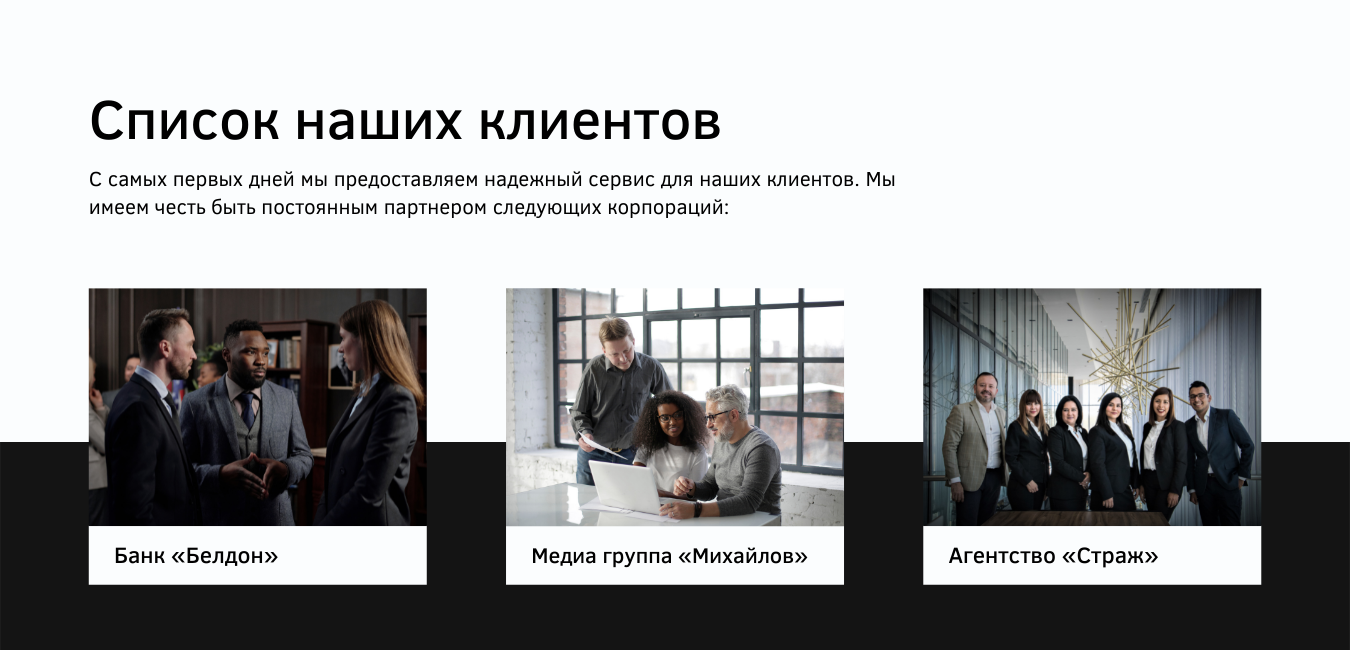 Список наших клиентов
С самых первых дней мы предоставляем надежный сервис для наших клиентов. Мы
имеем честь быть постоянным партнером следующих корпораций:
Банк «Белдон»
Медиа группа «Михайлов»
Агентство «Страж»